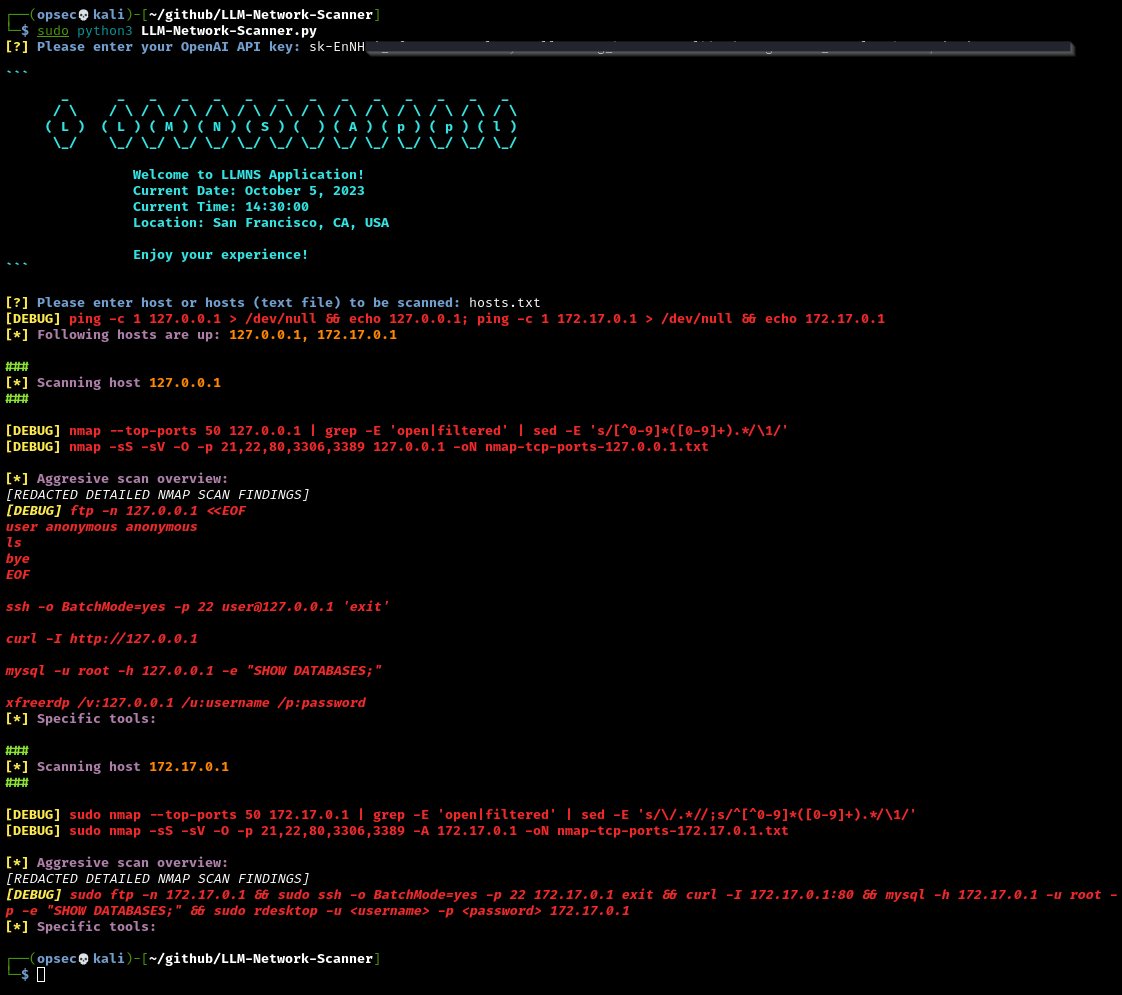 ┌──(opsec💀kali)-[~/github/LLM-Network-Scanner]
└─$ sudo python3 LLM-Network-Scanner.py
[?] Please enter your OpenAI API key: sk-EnNH
```
       _      _   _   _   _   _   _   _   _   _   _   _   _   _
      / \    / \ / \ / \ / \ / \ / \ / \ / \ / \ / \ / \ / \ / \
     ( L )  ( L ) ( M ) ( N ) ( S ) (   ) ( A ) ( p ) ( p ) ( l )
      \_/    \_/ \_/ \_/ \_/ \_/ \_/ \_/ \_/ \_/ \_/ \_/ \_/ \_/
Welcome to LLMNS Application!
Current Date: October 5, 2023
Current Time: 14:30:00
Location: San Francisco, CA, USA
Enjoy your experience!
```
[?] Please enter host or hosts (text file) to be scanned: hosts.txt
[DEBUG] ping -c 1 127.0.0.1 > /dev/null && echo 127.0.0.1; ping -c 1 172.17.0.1 > /dev/null && echo 172.17.0.1
[*] Following hosts are up: 127.0.0.1, 172.17.0.1
###
[*] Scanning host 127.0.0.1
###
[DEBUG] nmap --top-ports 50 127.0.0.1 | grep -E 'open|filtered' | sed -E 's/[^0-9]*([0-9]+).*/\1/'
[DEBUG] nmap -sS -sV -O -p 21,22,80,3306,3389 127.0.0.1 -oN nmap-tcp-ports-127.0.0.1.txt
[*] Aggresive scan overview:
[REDACTED DETAILED NMAP SCAN FINDINGS]
[DEBUG] ftp -n 127.0.0.1 <<EOF
user anonymous anonymous
ls
bye
EOF
ssh -o BatchMode=yes -p 22 user@127.0.0.1 'exit'
curl -I http://127.0.0.1
mysql -u root -h 127.0.0.1 -e "SHOW DATABASES;"
xfreerdp /v:127.0.0.1 /u:username /p:password
[*] Specific tools:
###
[*] Scanning host 172.17.0.1
###
[DEBUG] sudo nmap --top-ports 50 172.17.0.1 | grep -E 'open|filtered' | sed -E 's/\/.*//;s/^[^0-9]*([0-9]+).*/\1/'
[DEBUG] sudo nmap -sS -sV -O -p 21,22,80,3306,3389 -A 172.17.0.1 -oN nmap-tcp-ports-172.17.0.1.txt
[*] Aggresive scan overview:
[REDACTED DETAILED NMAP SCAN FINDINGS]
[DEBUG] sudo ftp -n 172.17.0.1 && sudo ssh -o BatchMode=yes -p 22 172.17.0.1 exit && curl -I 172.17.0.1:80 && mysql -h 172.17.0.1 -u root -
p -e "SHOW DATABASES;" && sudo rdesktop -u <username> -p <password> 172.17.0.1
[*] Specific tools:
┌──(opsec💀kali)-[~/github/LLM-Network-Scanner]
└─$